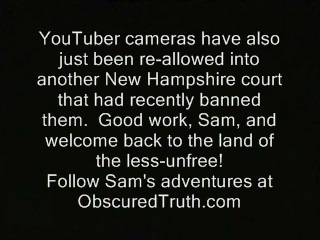 YouTuber cameras have also
just been re-allowed into
another New Hampshire court
that had recently banned
them.  Good work, Sam, and
welcome back to the land of
the less-unfree!
Follow Sam's adventures at
ObscuredTruth.com